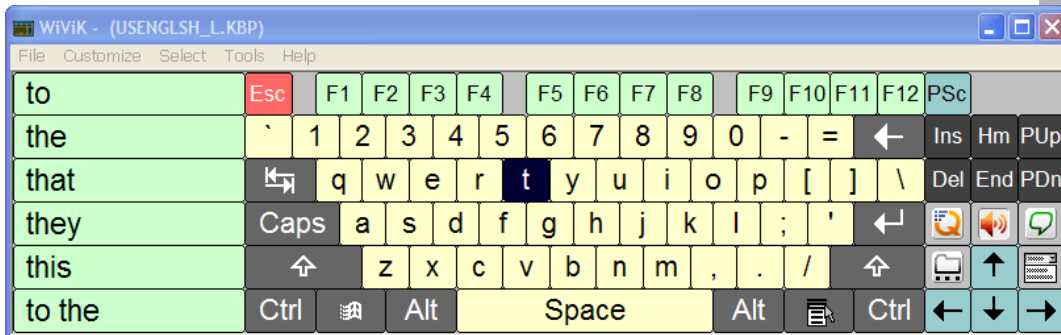 WiViK - (USENGLSH_L.KBP)
File Customize Select Tools Help
to Esc F1 F2 F3 F4 F5 F6 F7 F8 F9 F10 F11 F12 PSc
the ` 1 2 3 4 5 6 7 8 9 0 - = ← Ins Hm PUp
that q w e r t y u i o p [ ] \ Del End PDn
they Caps a s d f g h j k l ; '
this z x c v b n m , . / ↑
to the Ctrl Alt Space Alt Ctrl ← ↓ →